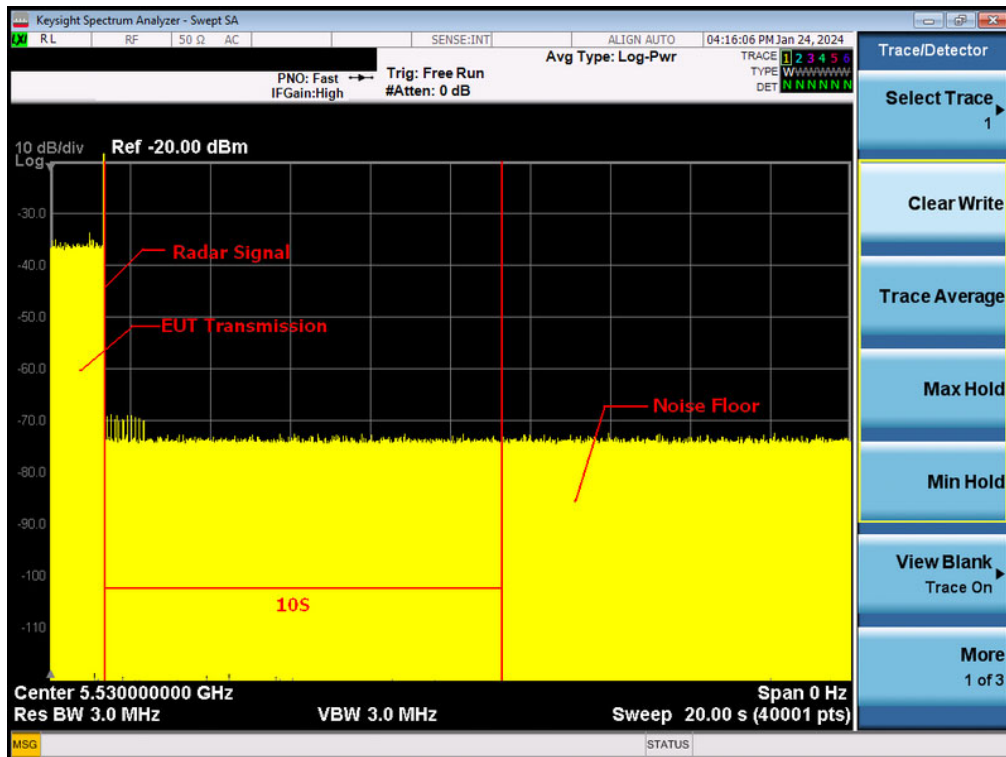 Keysight Spectrum Analyzer - Swept SA
LXI RL RF 50 Ω AC SENSE:INT ALIGN AUTO 04:16:06 PM Jan 24, 2024
PNO: Fast Trig: Free Run Avg Type: Log-Pwr TRACE 1 2 3 4 5 6
IFGain:High #Atten: 0 dB TYPE WWWWWW
DET N N N N N N
10 dB/div Ref -20.00 dBm
Log
-30.0
-40.0
-50.0
-60.0
-70.0
-80.0
-90.0
-100
-110
Radar Signal
EUT Transmission
Noise Floor
10S
Center 5.530000000 GHz Span 0 Hz
Res BW 3.0 MHz VBW 3.0 MHz Sweep 20.00 s (40001 pts)
MSG STATUS
Trace/Detector
Select Trace
1
Clear Write
Trace Average
Max Hold
Min Hold
View Blank
Trace On
More
1 of 3